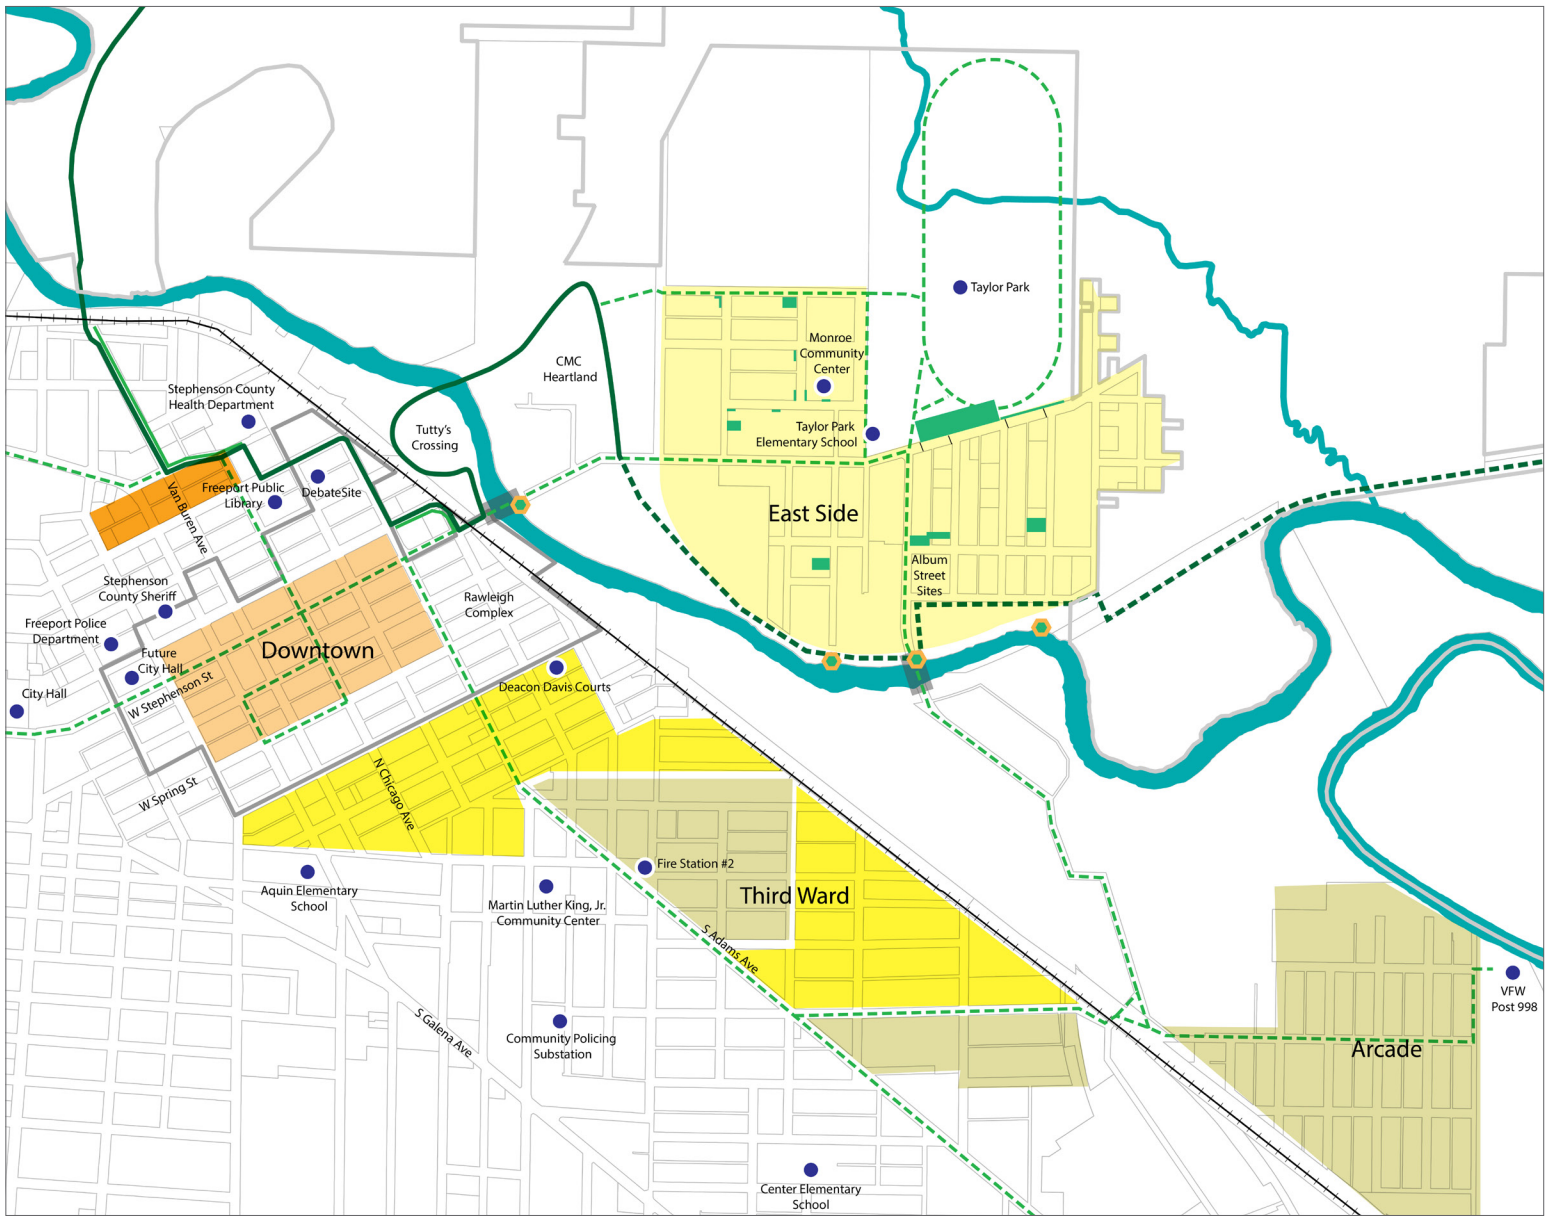 Taylor Park
Monroe
Community
Center
CMC
Heartland
Stephenson County
Health Department
Tutty's
Crossing
Taylor Park
Elementary School
Freeport Public
Library
DebateSite
Van Buren Ave
East Side
Album
Street
Sites
Stephenson
County Sheriff
Rawleigh
Complex
Freeport Police
Department
Future
City Hall
Downtown
City Hall
W Stephenson St
Deacon Davis Courts
W Spring St
N Chicago Ave
Fire Station #2
Third Ward
Aquin Elementary
School
Martin Luther King, Jr.
Community Center
S Adams Ave
VFW
Post 998
S Galena Ave
Community Policing
Substation
Arcade
Center Elementary
School